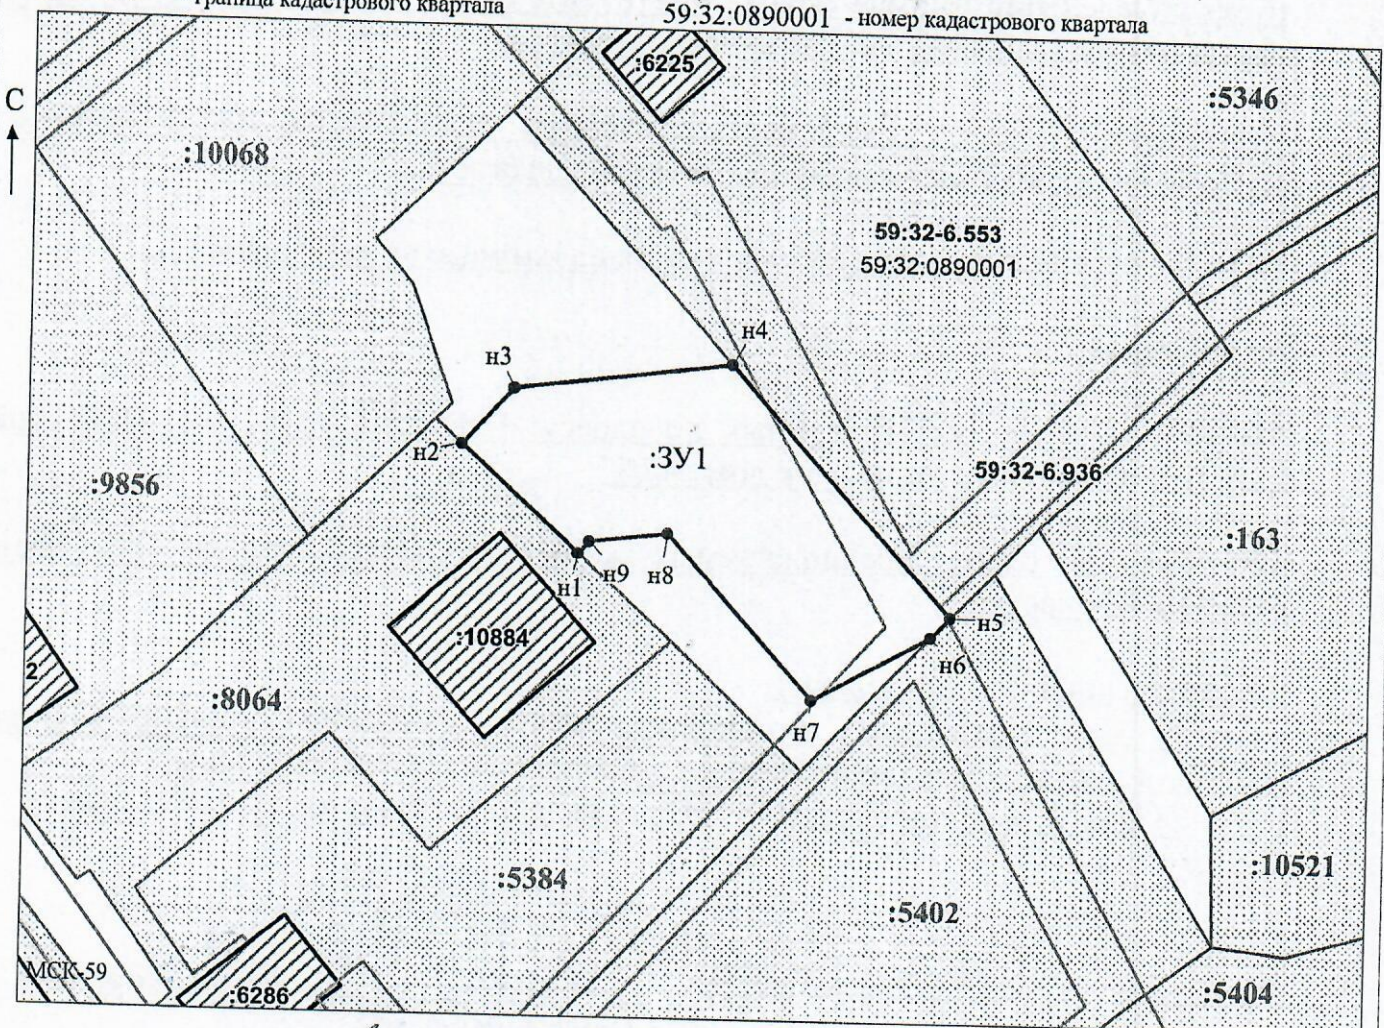 граница кадастрового квартала
59:32:0890001 - номер кадастрового квартала
:6225
:5346
С
:10068
59:32-6.553
59:32:0890001
н4
н3
н2
:ЗУ1
59:32-6.936
:9856
:163
н1
н9
н8
н5
:10884
н6
2
:8064
н7
:10521
:5384
:5402
МСК-59
:6286
:5404